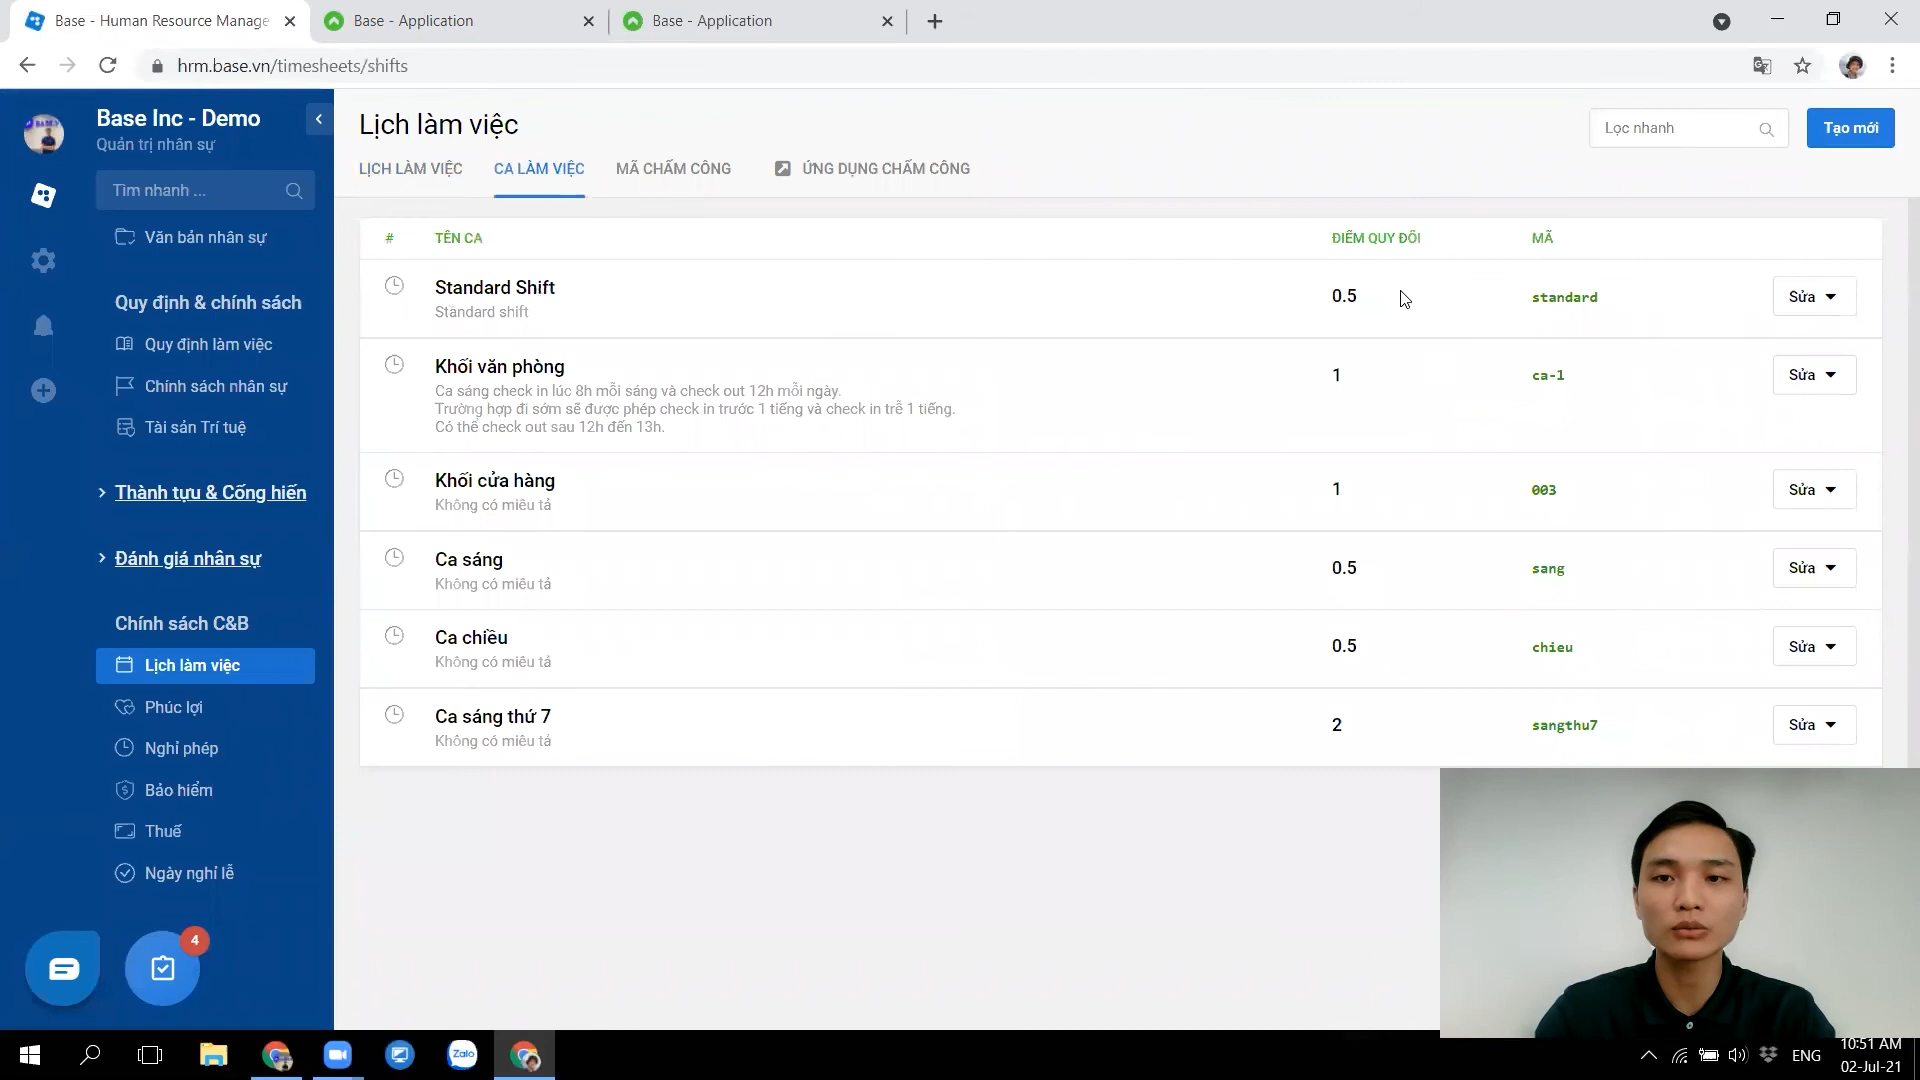 Base - Human Resource Manage
Base - Application
Base - Application
hrm.base.vn/timesheets/shifts
Base Inc - Demo
Quản trị nhân sự
Tìm nhanh ...
Văn bản nhân sự
Quy định & chính sách
Quy định làm việc
Chính sách nhân sự
Tài sản Trí tuệ
Thành tựu & Cống hiến
Đánh giá nhân sự
Chính sách C&B
Lịch làm việc
Phúc lợi
Nghỉ phép
Bảo hiểm
Thuế
Ngày nghỉ lễ
4
Lịch làm việc
Lọc nhanh
Tạo mới
LỊCH LÀM VIỆC CA LÀM VIỆC MÃ CHẤM CÔNG ỨNG DỤNG CHẤM CÔNG
# TÊN CA ĐIỂM QUY ĐỔI MÃ
Standard Shift 0.5 standard Sửa
Standard shift
Khối văn phòng 1 ca-1 Sửa
Ca sáng check in lúc 8h mỗi sáng và check out 12h mỗi ngày.
Trường hợp đi sớm sẽ được phép check in trước 1 tiếng và check in trễ 1 tiếng.
Có thể check out sau 12h đến 13h.
Khối cửa hàng 1 003 Sửa
Không có miêu tả
Ca sáng 0.5 sang Sửa
Không có miêu tả
Ca chiều 0.5 chieu Sửa
Không có miêu tả
Ca sáng thứ 7 2 sangthu7 Sửa
Không có miêu tả
Zalo
ENG
10:51 AM
02-Jul-21